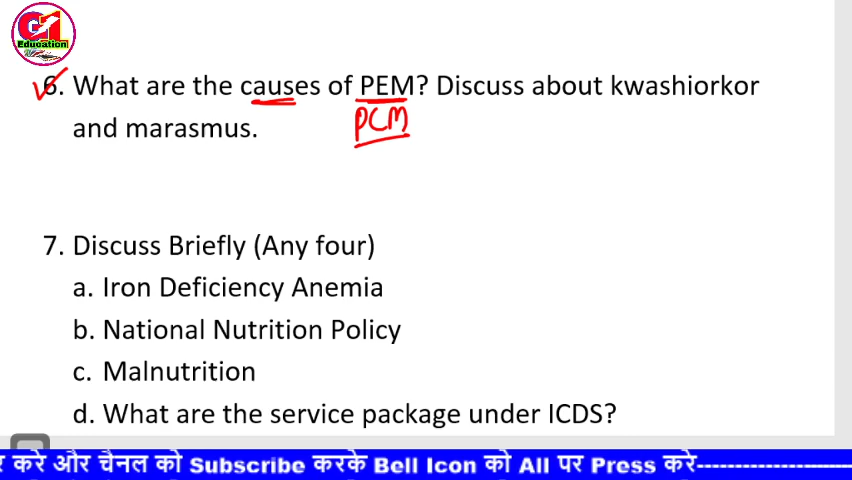 G1
Education
6. What are the causes of PEM? Discuss about kwashiorkor
and marasmus.
PCM
7. Discuss Briefly (Any four)
a. Iron Deficiency Anemia
b. National Nutrition Policy
c. Malnutrition
d. What are the service package under ICDS?
र करे और चैनल को Subscribe करके Bell Icon को All पर Press करे-----------------